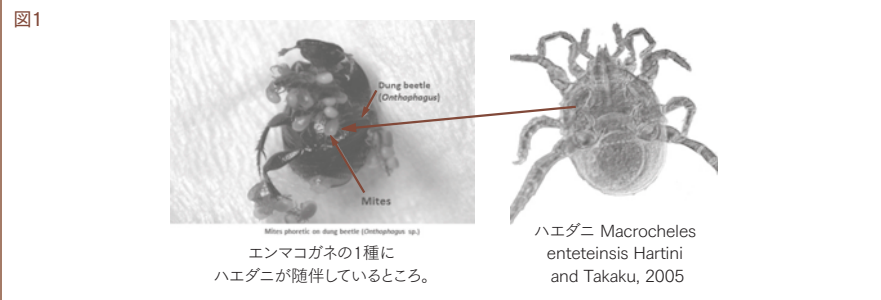 図1
Dung beetle
(Onthophagus)
Mites
Mites phoretic on dung beetle (Onthophagus sp.)
エンマコガネの1種に
ハエダニが随伴しているところ。
ハエダニ Macrocheles
enteteinsis Hartini
and Takaku, 2005